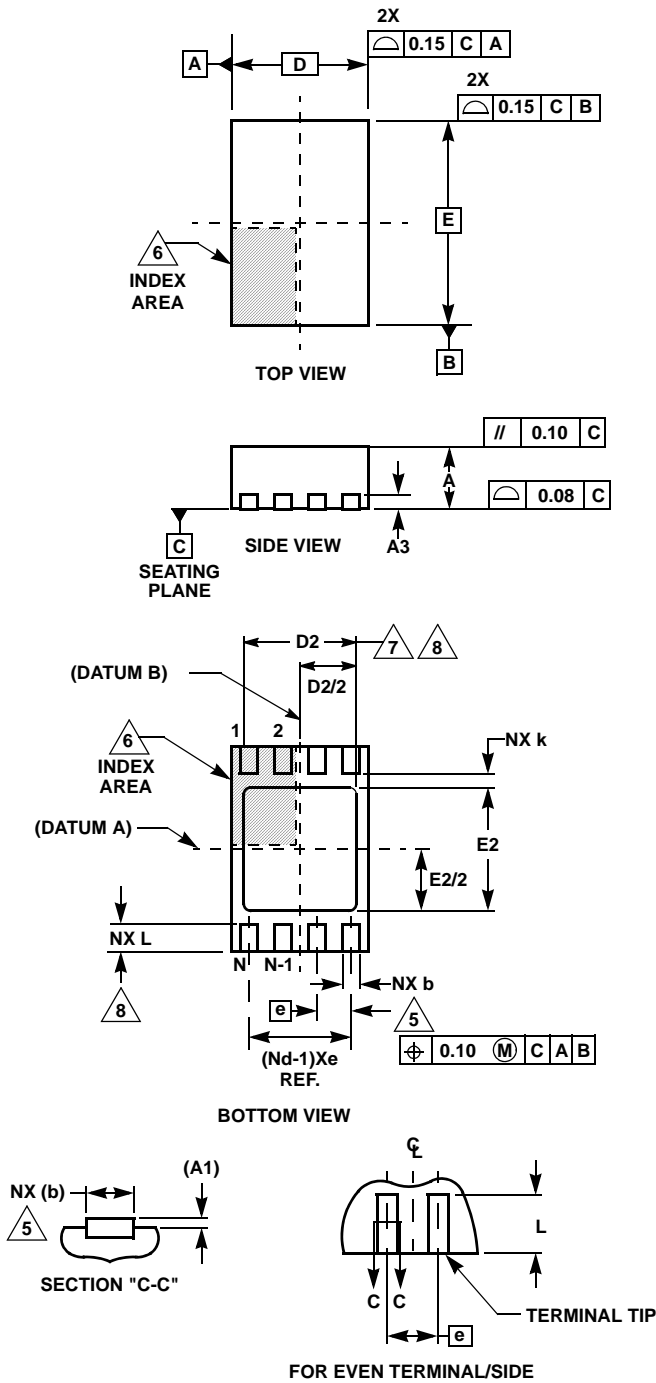 2X
⌓ 0.15 C A
A
D
2X
⌓ 0.15 C B
E
6
INDEX
AREA
B
TOP VIEW
// 0.10 C
A
⌓ 0.08 C
C
SIDE VIEW
A3
SEATING
PLANE
D2
7
8
(DATUM B)
D2/2
6
1
2
NX k
INDEX
AREA
(DATUM A)
E2
E2/2
NX L
N
N-1
NX b
8
e
5
(Nd-1)Xe
REF.
⌖ 0.10 Ⓜ C A B
BOTTOM VIEW
(A1)
NX (b)
5
SECTION "C-C"
℄
L
C C
TERMINAL TIP
e
FOR EVEN TERMINAL/SIDE